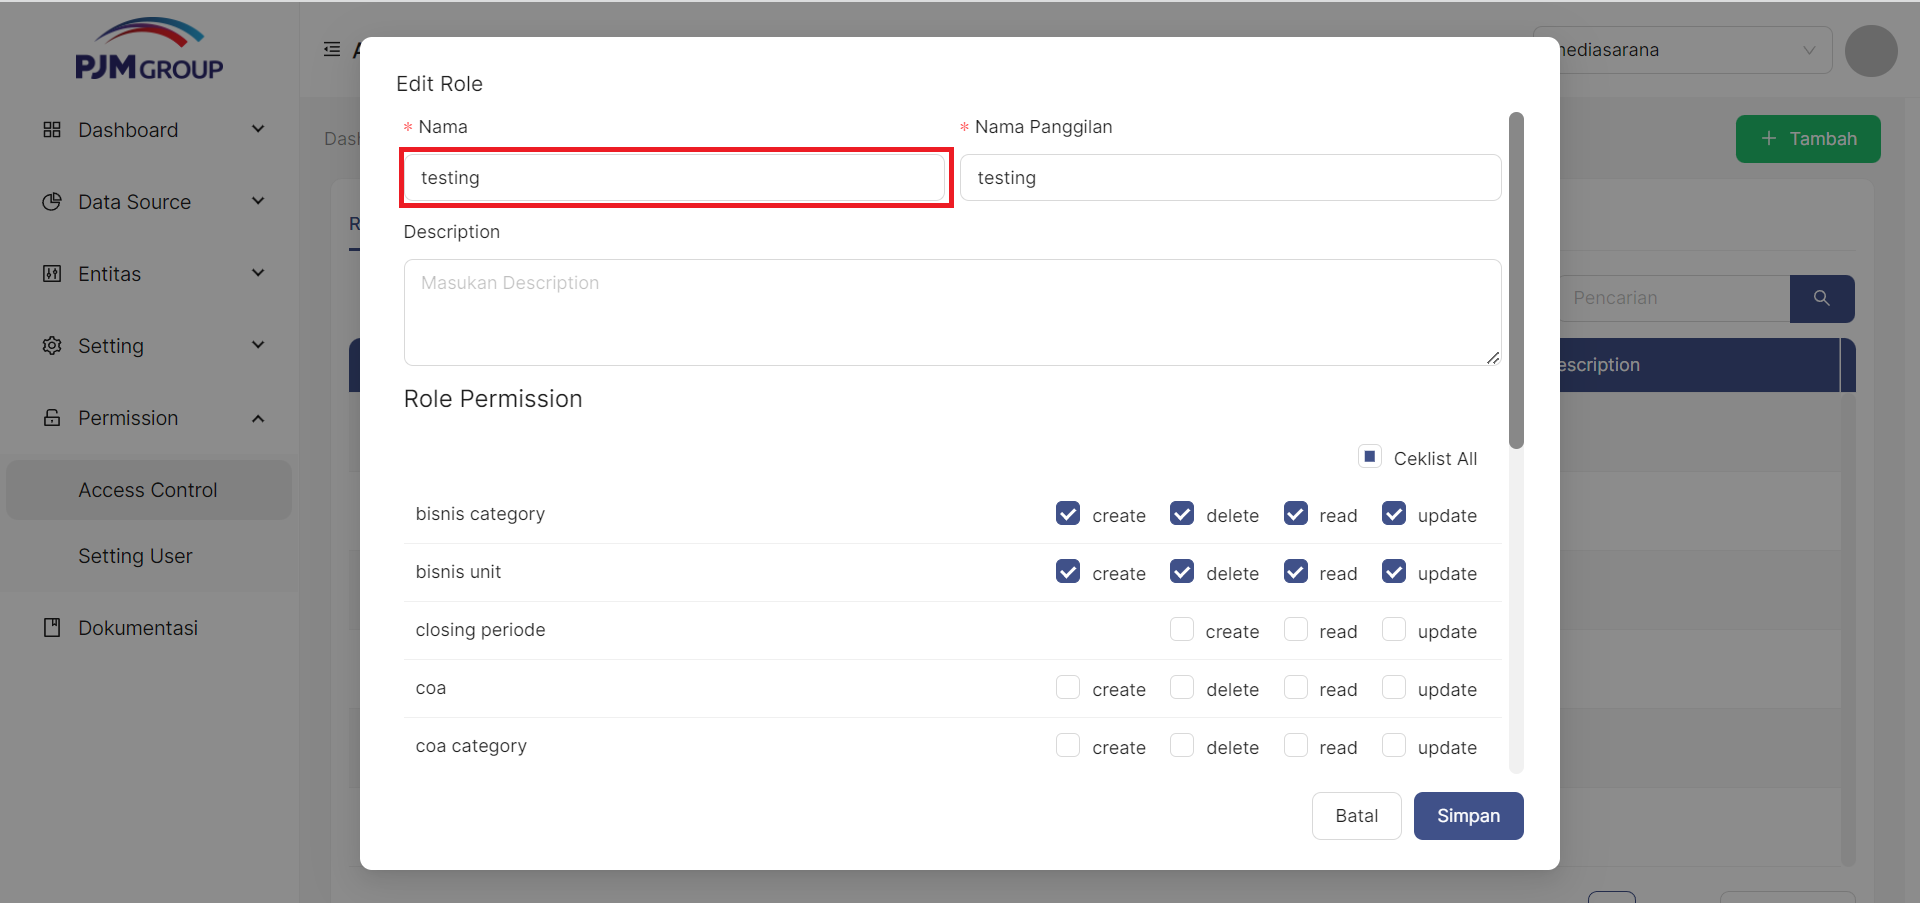 PJM GROUP
mediasarana
Dashboard
Data Source
Entitas
Setting
Permission
Access Control
Setting User
Dokumentasi
Tambah
Pencarian
Edit Role
* Nama
* Nama Panggilan
testing
testing
Description
Masukan Description
Role Permission
Ceklist All
bisnis category create delete read update
bisnis unit create delete read update
closing periode create read update
coa create delete read update
coa category create delete read update
Batal Simpan